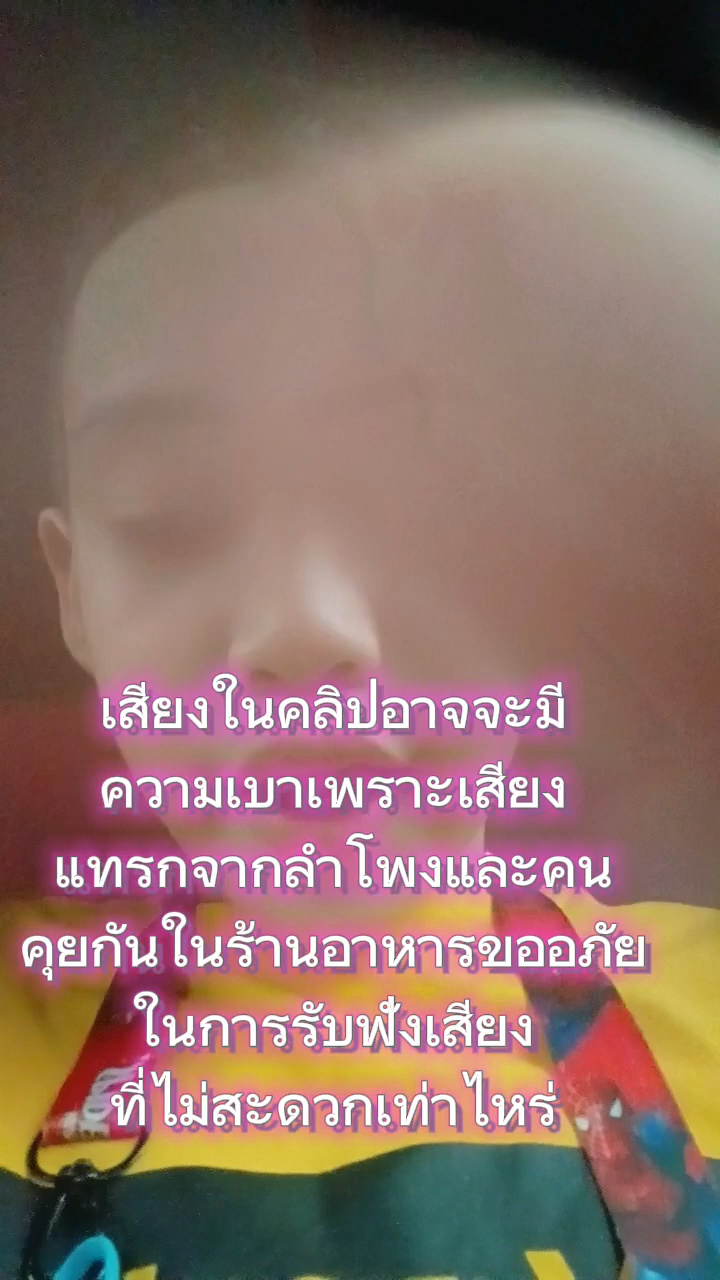 เสียงในคลิปอาจจะมี
ความเบาเพราะเสียง
แทรกจากลำโพงและคน
คุยกันในร้านอาหารขออภัย
ในการรับฟังเสียง
ที่ไม่สะดวกเท่าไหร่